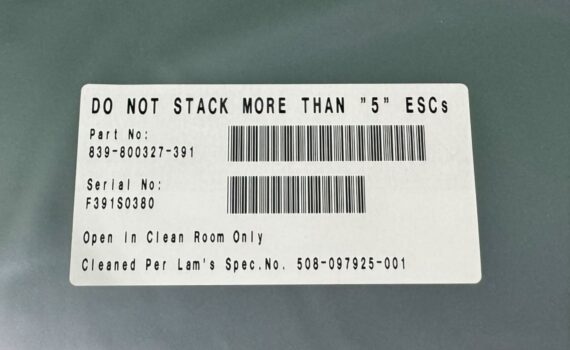 DO NOT STACK MORE THAN "5" ESCs
Part No:
839-800327-391
Serial No:
F391S0380
Open In Clean Room Only
Cleaned Per Lam's Spec.No. 508-097925-001